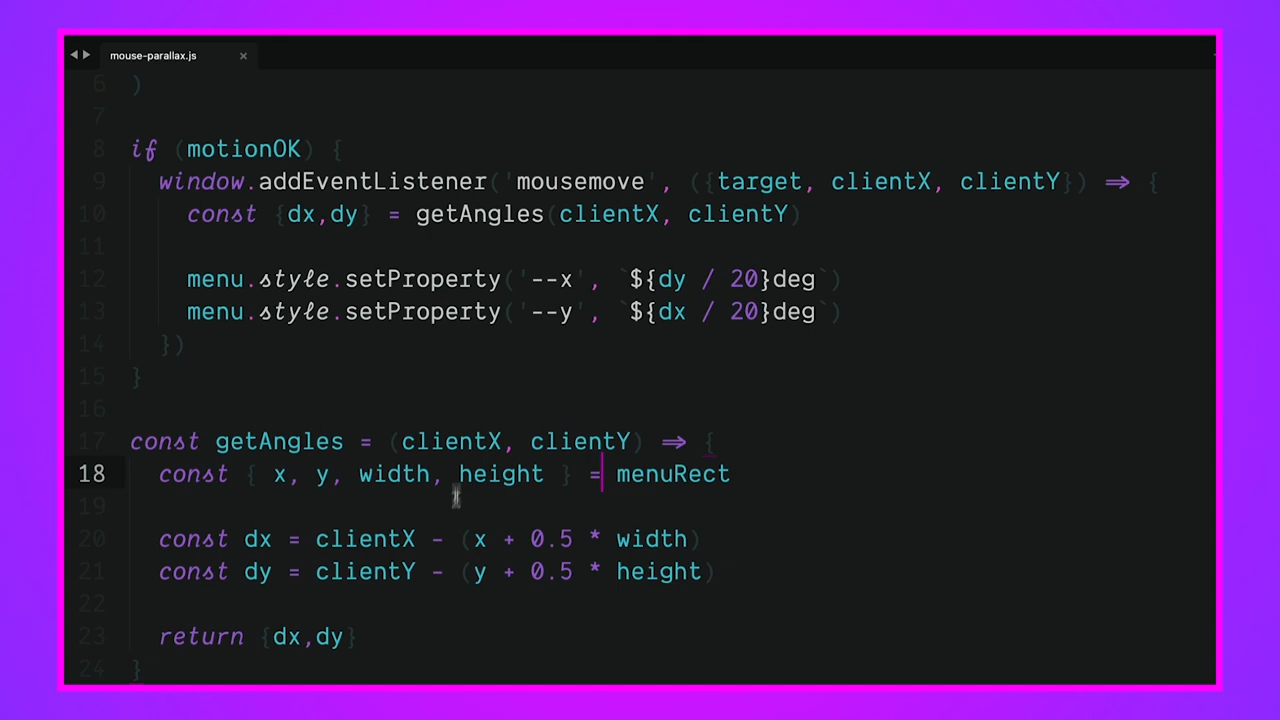 mouse-parallax.js
6 )
7
8 if (motionOK) {
9 window.addEventListener('mousemove', ({target, clientX, clientY}) => {
10 const {dx,dy} = getAngles(clientX, clientY)
11
12 menu.style.setProperty('--x', `${dy / 20}deg`)
13 menu.style.setProperty('--y', `${dx / 20}deg`)
14 })
15 }
16
17 const getAngles = (clientX, clientY) => {
18 const { x, y, width, height } = menuRect
19
20 const dx = clientX - (x + 0.5 * width)
21 const dy = clientY - (y + 0.5 * height)
22
23 return {dx,dy}
24 }